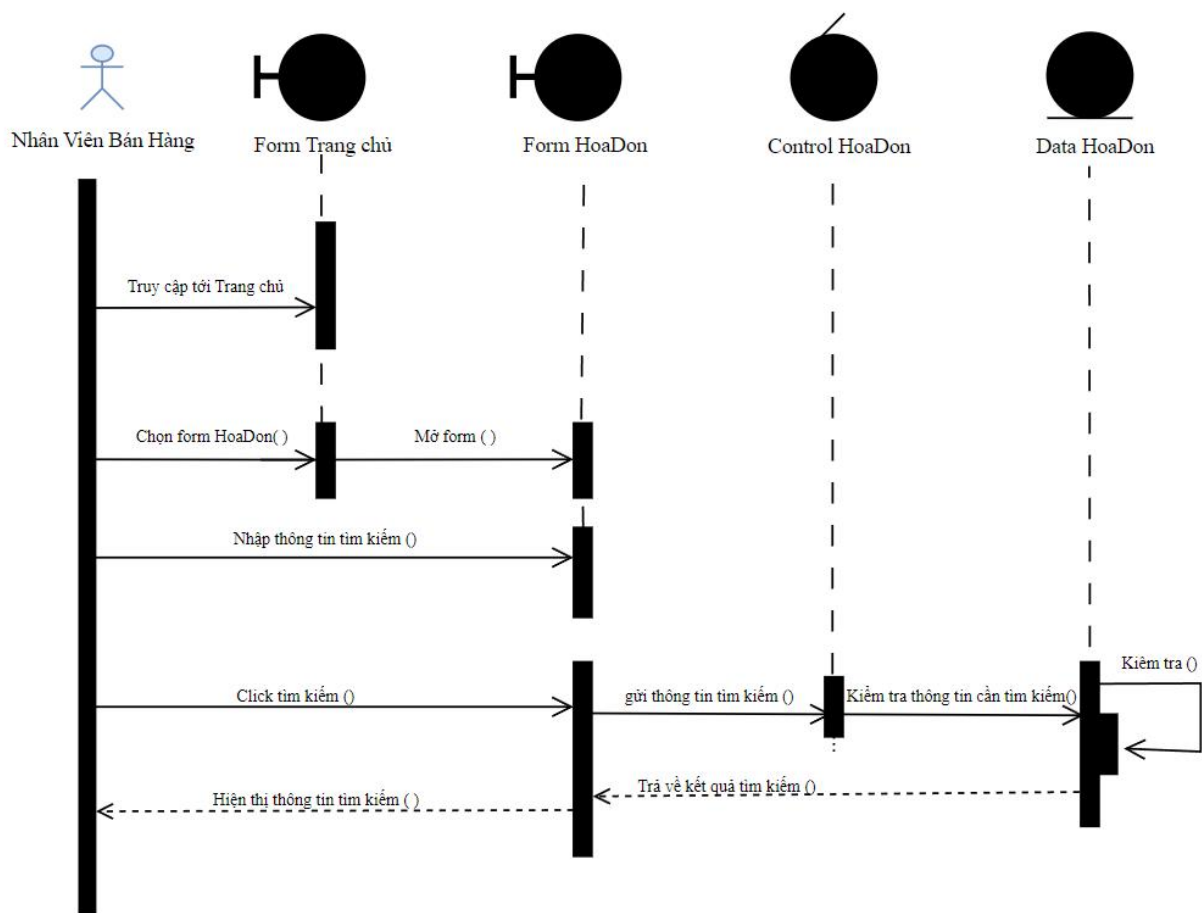 Nhân Viên Bán Hàng
Form Trang chủ
Form HoaDon
Control HoaDon
Data HoaDon
Truy cập tới Trang chủ
Chọn form HoaDon( )
Mở form ( )
Nhập thông tin tìm kiếm ()
Kiêm tra ()
Click tìm kiếm ()
gửi thông tin tìm kiếm ()
Kiểm tra thông tin cần tìm kiếm()
Trả về kết quả tìm kiếm ()
Hiện thị thông tin tìm kiếm ( )